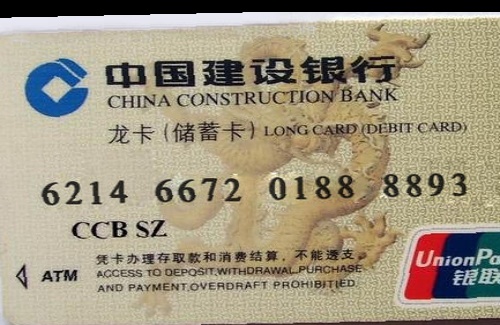 中国建设银行
CHINA CONSTRUCTION BANK
龙卡(储蓄卡) LONG CARD (DEBIT CARD)
6214 6672 0188 8893
CCB SZ
凭卡办理存取款和消费结算，不能透支。
ATM ACCESS TO DEPOSIT,WITHDRAWAL,PURCHASE
AND PAYMENT,OVERDRAFT PROHIBITIED.
UnionPa
银联